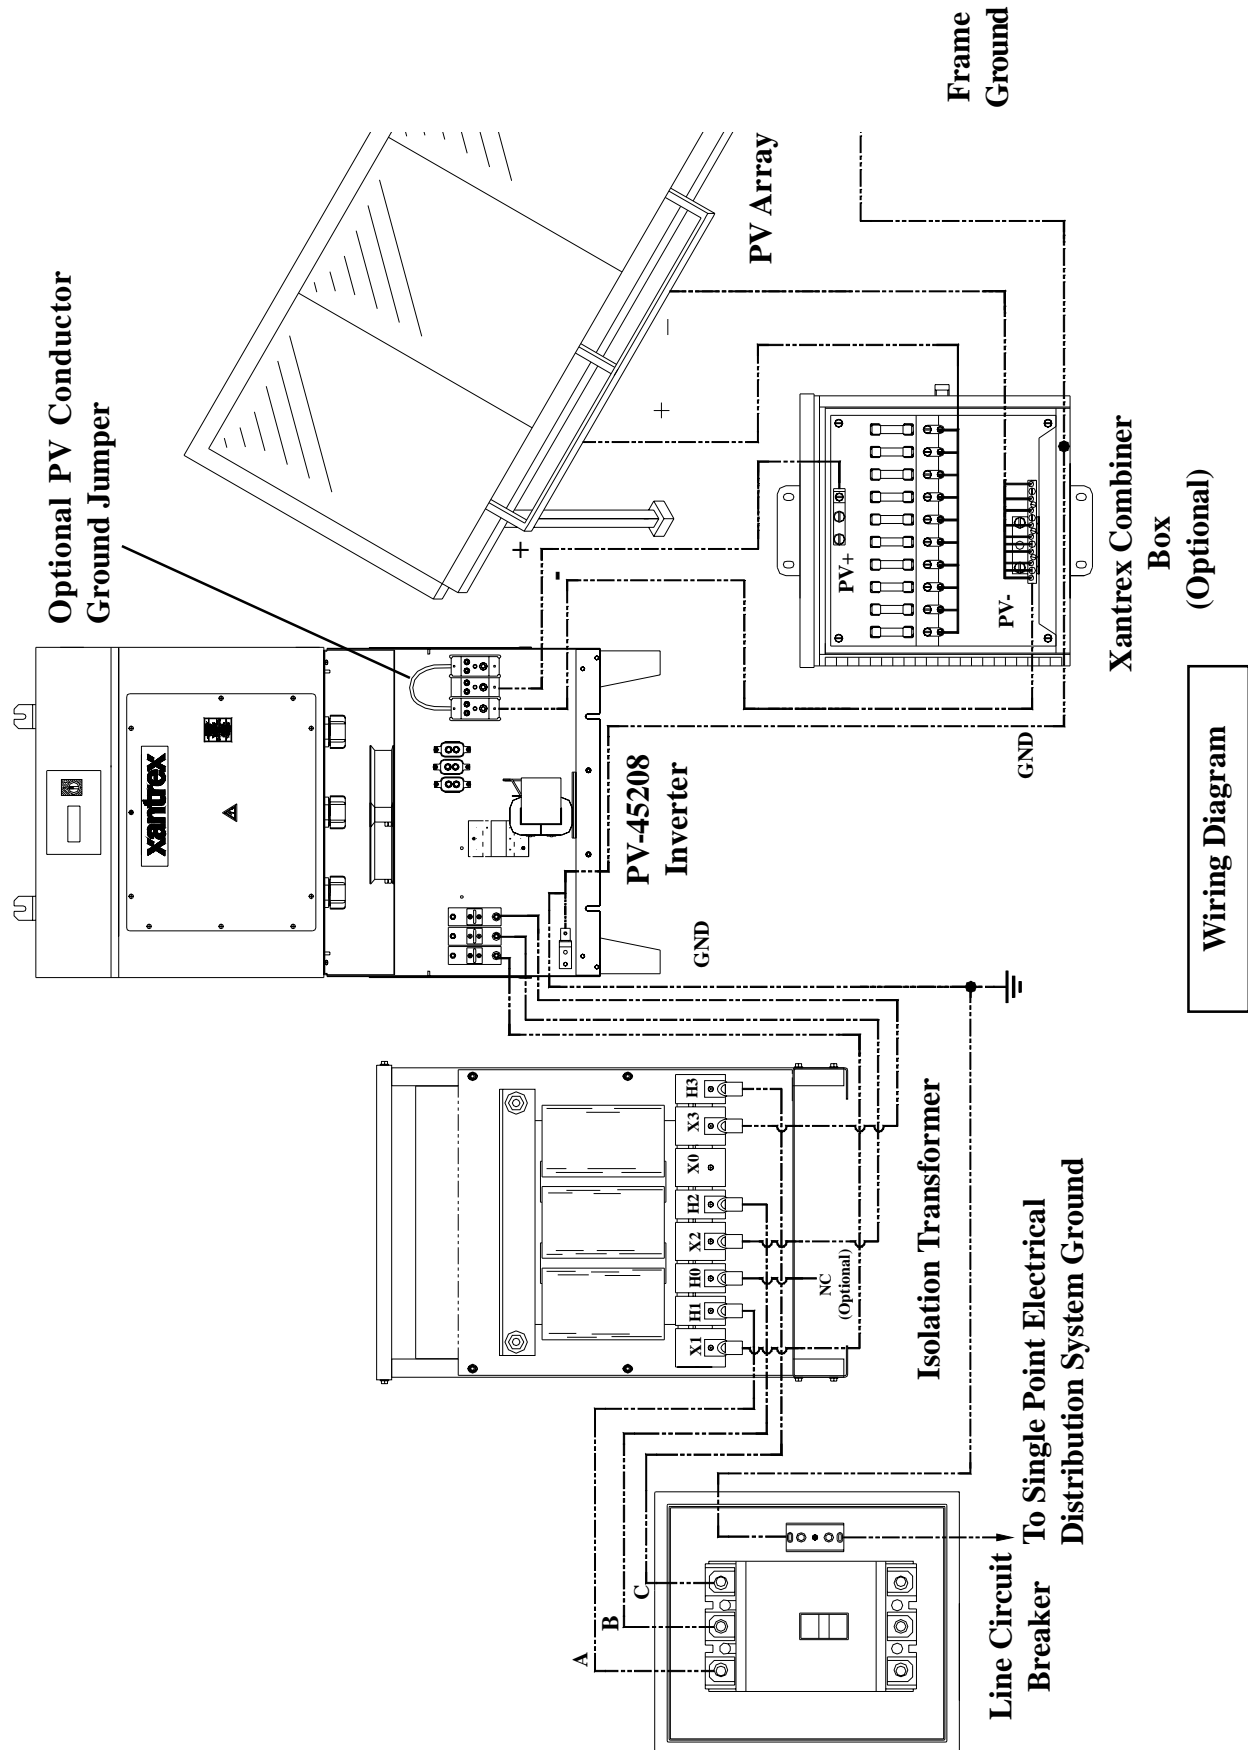 Optional PV Conductor
Ground Jumper
xantrex
PV-45208
Inverter
GND
+
-
PV Array
+
-
Frame
Ground
PV+
PV-
GND
Xantrex Combiner
Box
(Optional)
H3
X3
X0
H2
X2
H0
H1
X1
NC
(Optional)
Isolation Transformer
A
B
C
Line Circuit
Breaker
To Single Point Electrical
Distribution System Ground
Wiring Diagram